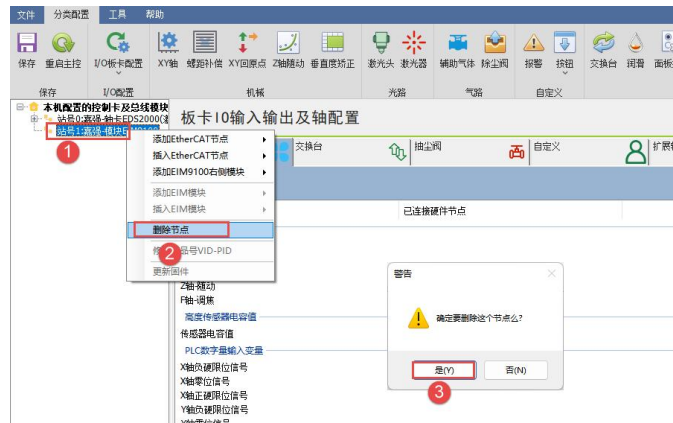 文件 分类配置 工具 帮助
保存 重启主控 I/O板卡配置 XY轴 螺距补偿 XY回原点 Z轴随动 垂直度矫正 激光头 激光器 辅助气体 除尘阀 报警 按钮 交换台 润骨 面板
保存 I/O配置 机械 光路 气路 自定义
本机配置的控制卡及总线模块
站号0:嘉强-轴卡EDS2000(
站号1:嘉强-模块E
板卡IO输入输出及轴配置
交换台 抽尘阀 自定义 扩展
已连接硬件节点
添加EtherCAT节点
插入EtherCAT节点
添加EIM9100右侧模块
添加EIM模块
插入EIM模块
删除节点
品号VID-PID
更新固件
1
2
3
Z轴-随动
F轴-调焦
高度传感器电容值
传感器电容值
PLC数字量输入变量
X轴负硬限位信号
X轴零位信号
X轴正硬限位信号
Y轴负硬限位信号
警告
确定要删除这个节点么?
是(Y) 否(N)